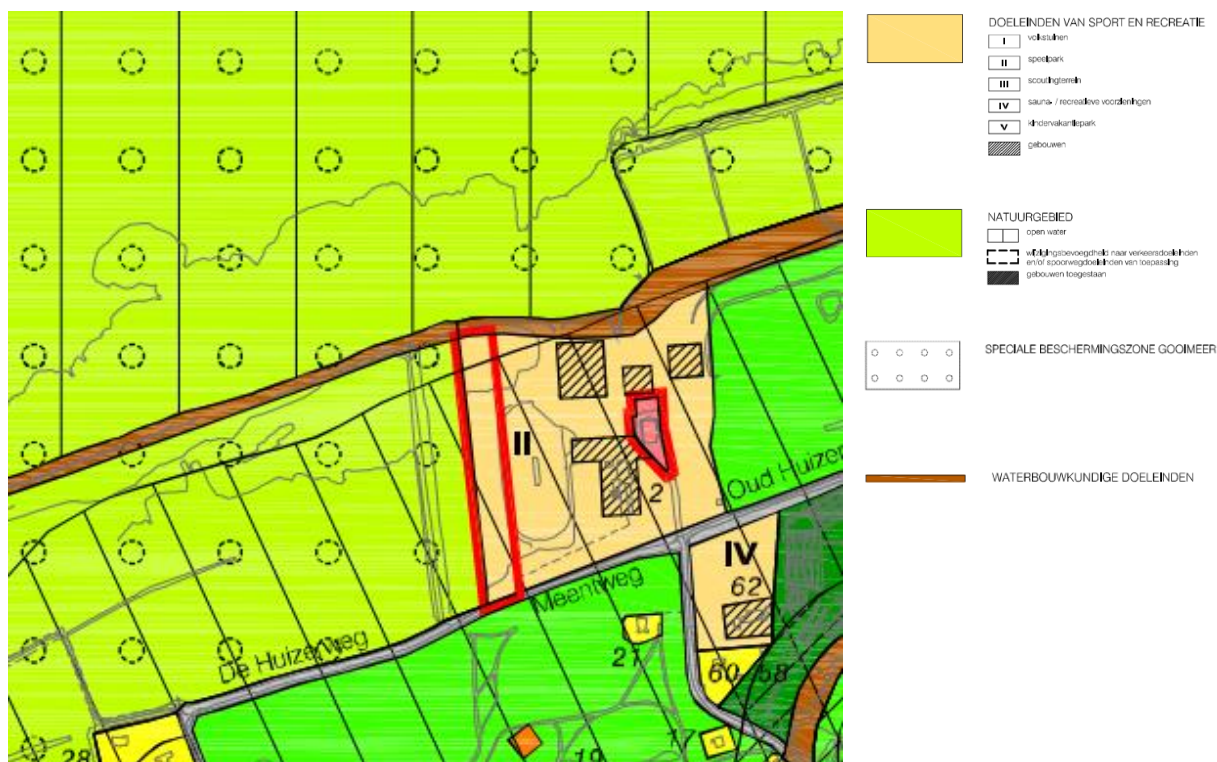 II
2
Oud Huizer
IV
62
Meentweg
De Huizerweg
21
60
58
28
19
17
DOELEINDEN VAN SPORT EN RECREATIE
I volkstuinen
II speelpark
III scoutingterrein
IV sauna- / recreatieve voorzieningen
V kindervakantiepark
gebouwen
NATUURGEBIED
open water
wijzigingsbevoegdheid naar verkeersdoeleinden
en/of spoorwegdoeleinden van toepassing
gebouwen toegestaan
SPECIALE BESCHERMINGSZONE GOOIMEER
WATERBOUWKUNDIGE DOELEINDEN